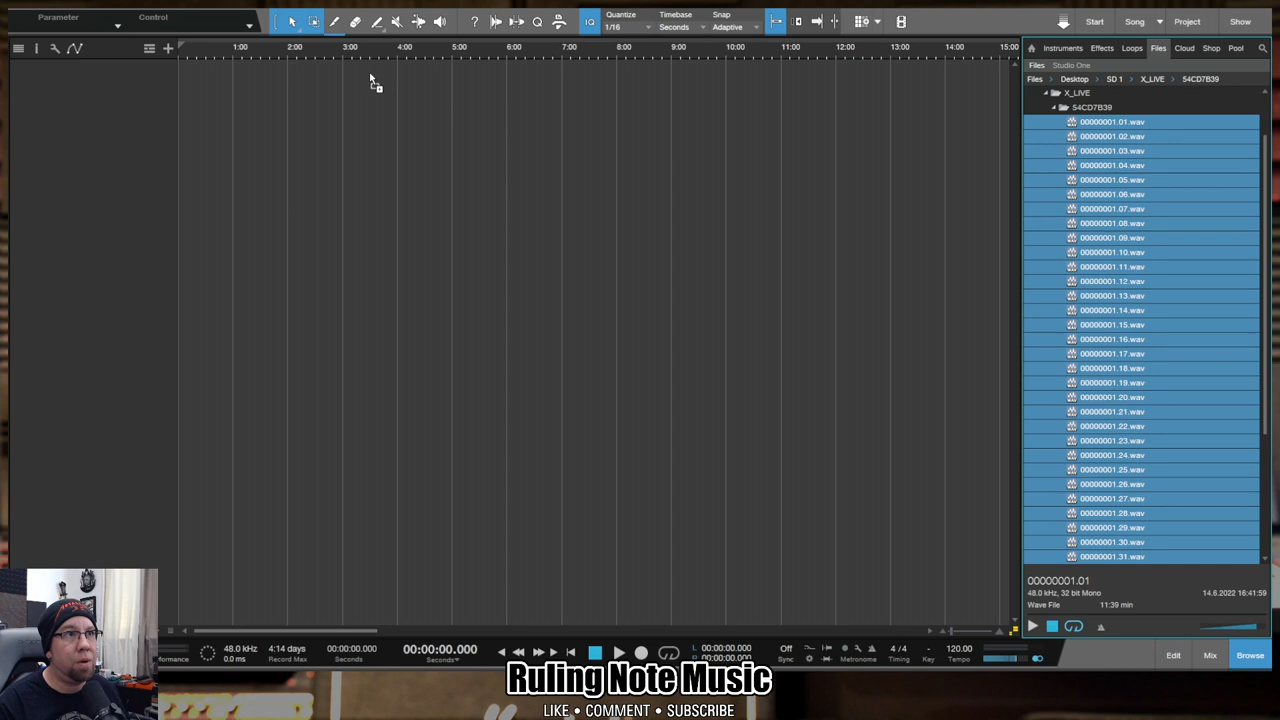 Parameter
Control
IQ
Quantize
1/16
Timebase
Seconds
Snap
Adaptive
Start
Song
Project
Show
1:00 2:00 3:00 4:00 5:00 6:00 7:00 8:00 9:00 10:00 11:00 12:00 13:00 14:00 15:00
Instruments Effects Loops Files Cloud Shop Pool
Files Studio One
Files Desktop SD 1 X_LIVE 54CD7B39
X_LIVE
54CD7B39
00000001.01.wav
00000001.02.wav
00000001.03.wav
00000001.04.wav
00000001.05.wav
00000001.06.wav
00000001.07.wav
00000001.08.wav
00000001.09.wav
00000001.10.wav
00000001.11.wav
00000001.12.wav
00000001.13.wav
00000001.14.wav
00000001.15.wav
00000001.16.wav
00000001.17.wav
00000001.18.wav
00000001.19.wav
00000001.20.wav
00000001.21.wav
00000001.22.wav
00000001.23.wav
00000001.24.wav
00000001.25.wav
00000001.26.wav
00000001.27.wav
00000001.28.wav
00000001.29.wav
00000001.30.wav
00000001.31.wav
00000001.01
48.0 kHz, 32 bit Mono 14.6.2022 16:41:59
Wave File 11:39 min
48.0 kHz
0.0 ms
4:14 days
Record Max
00:00:00.000
Seconds
00:00:00.000
Seconds
L 00:00:00.000
R 00:00:00.000
Off
Sync
Metronome
4 / 4
Timing
-
Key
120.00
Tempo
Edit
Mix
Browse
Ruling Note Music
LIKE • COMMENT • SUBSCRIBE